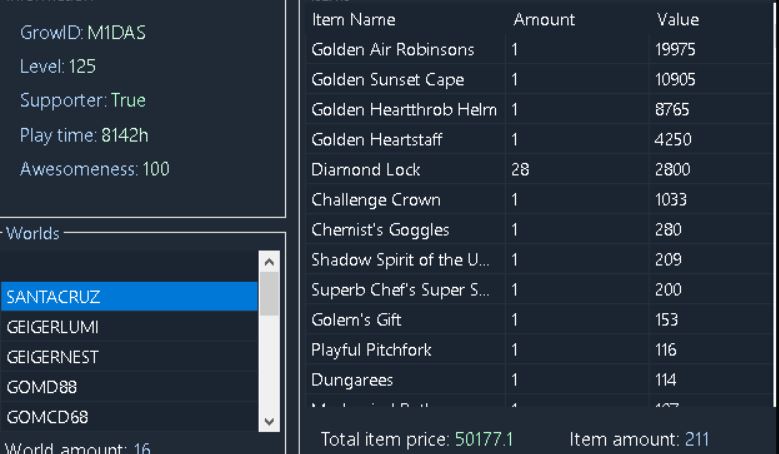 GrowID: M1DAS
Level: 125
Supporter: True
Play time: 8142h
Awesomeness: 100
Worlds
SANTACRUZ
GEIGERLUMI
GEIGERNEST
GOMD88
GOMCD68
World amount: 16
Item Name Amount Value
Golden Air Robinsons 1 19975
Golden Sunset Cape 1 10905
Golden Heartthrob Helm 1 8765
Golden Heartstaff 1 4250
Diamond Lock 28 2800
Challenge Crown 1 1033
Chemist's Goggles 1 280
Shadow Spirit of the U... 1 209
Superb Chef's Super S... 1 200
Golem's Gift 1 153
Playful Pitchfork 1 116
Dungarees 1 114
Total item price: 50177.1 Item amount: 211